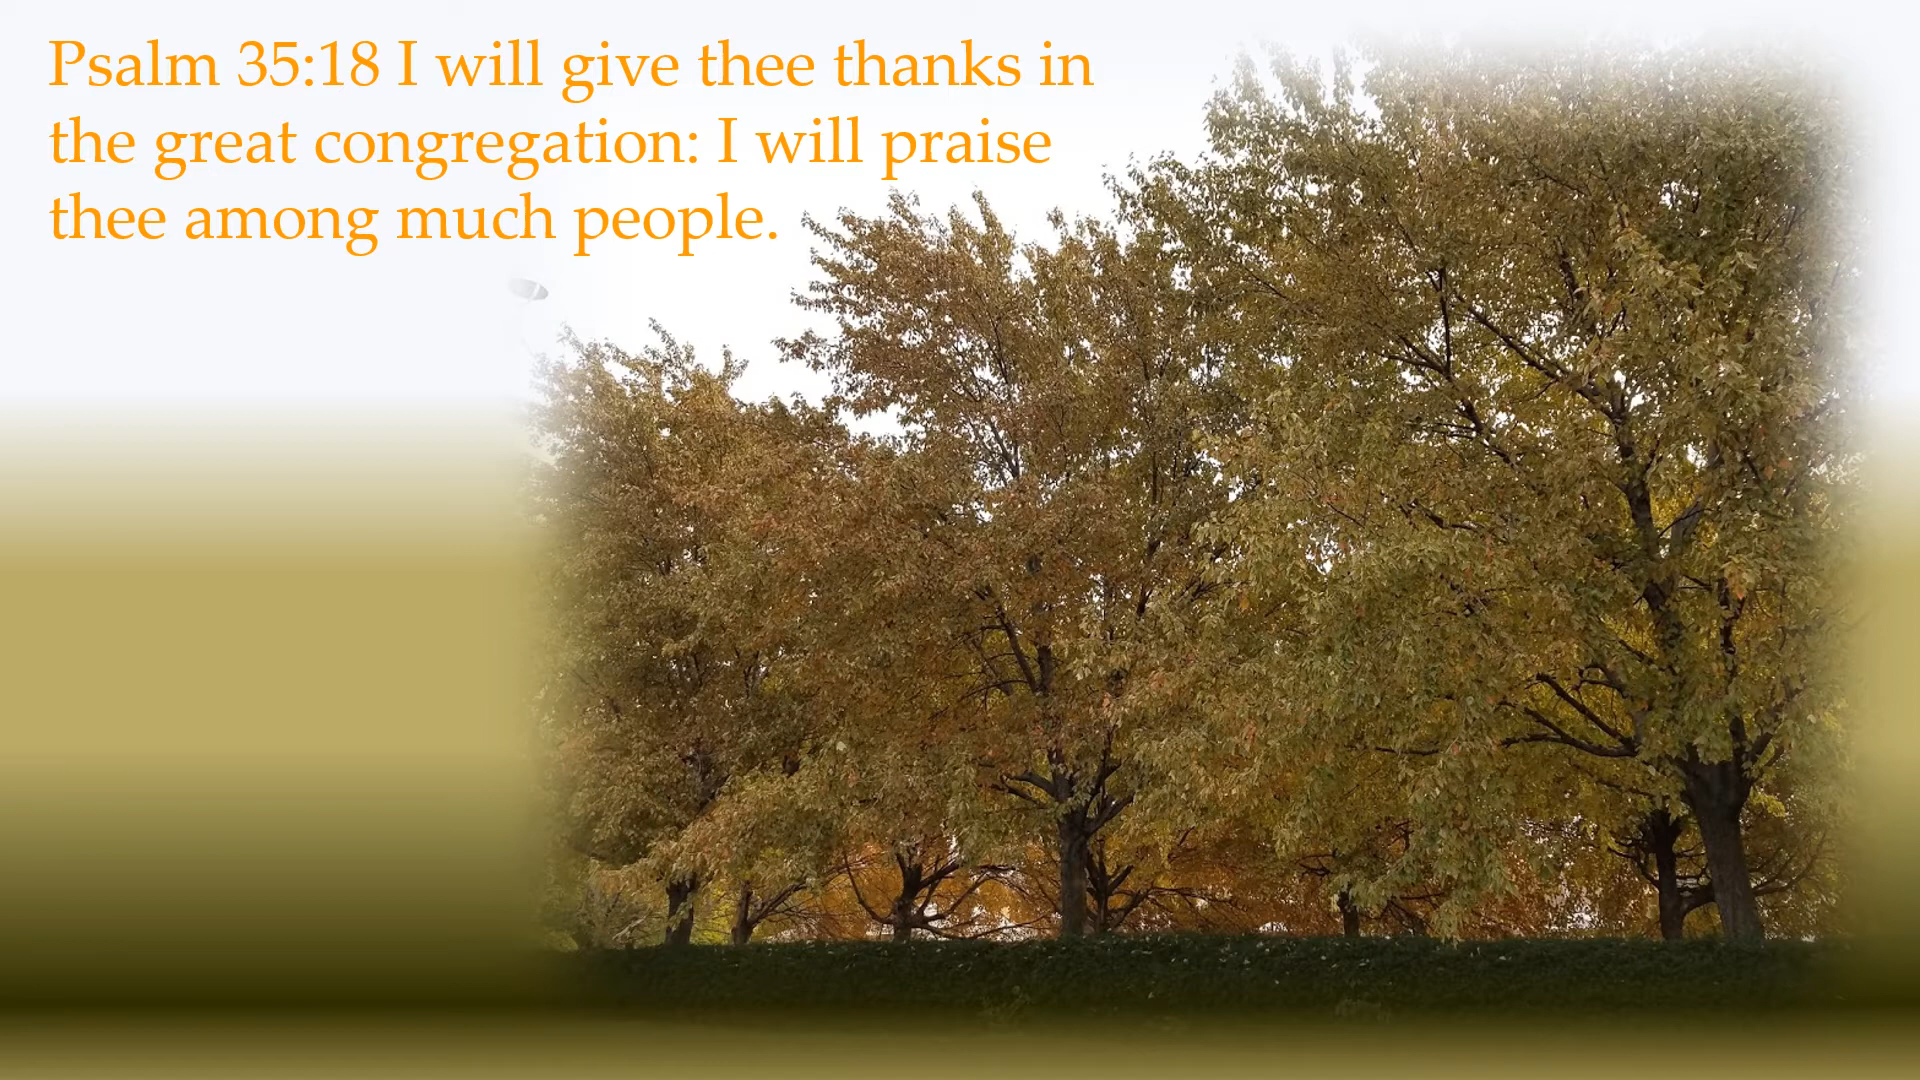 Psalm 35:18 I will give thee thanks in
the great congregation: I will praise
thee among much people.